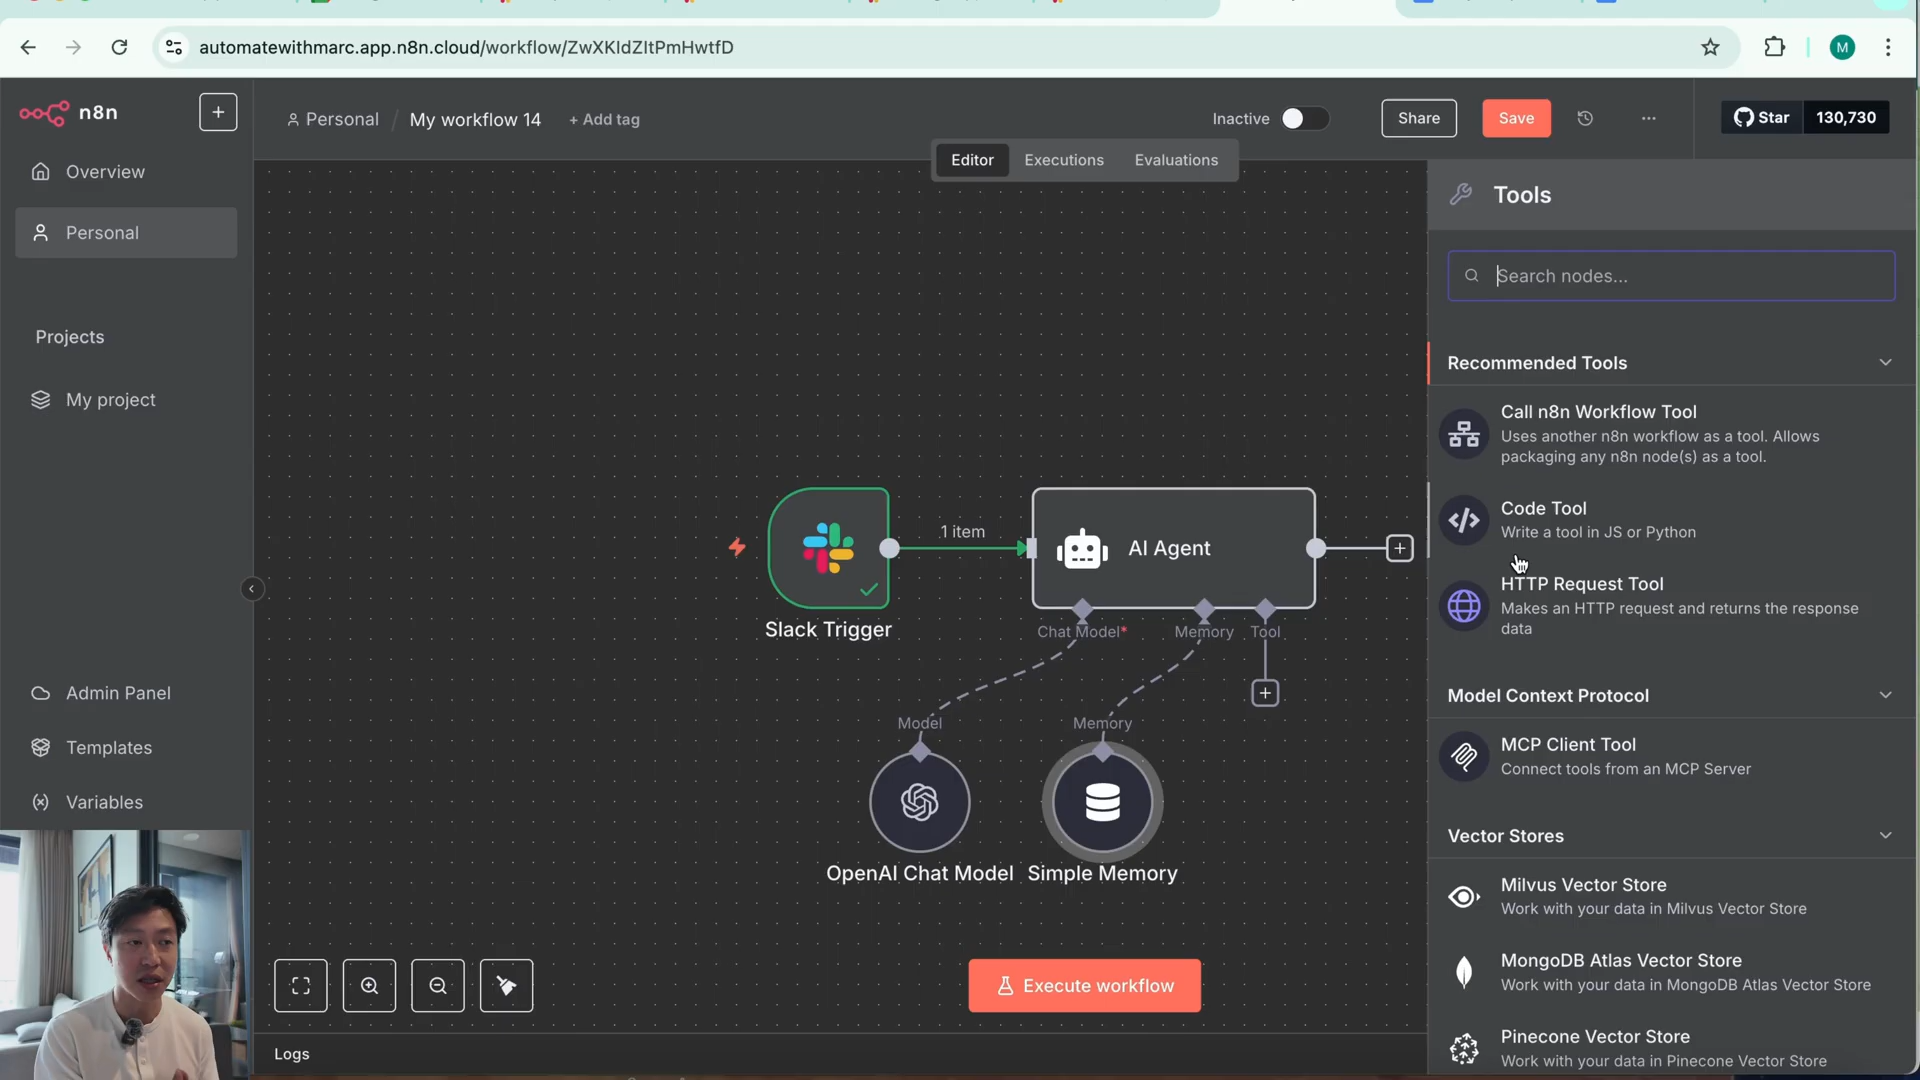 automatewithmarc.app.n8n.cloud/workflow/ZwXKIdZItPmHwtfD
M
n8n
+
Personal / My workflow 14 + Add tag
Inactive
Share
Save
...
Star 130,730
Editor Executions Evaluations
Overview
Personal
Projects
My project
Admin Panel
Templates
Variables
1 item
AI Agent
Slack Trigger
Chat Model*
Memory
Tool
Model
Memory
OpenAI Chat Model
Simple Memory
Execute workflow
Logs
Tools
Search nodes...
Recommended Tools
Call n8n Workflow Tool
Uses another n8n workflow as a tool. Allows
packaging any n8n node(s) as a tool.
Code Tool
Write a tool in JS or Python
HTTP Request Tool
Makes an HTTP request and returns the response
data
Model Context Protocol
MCP Client Tool
Connect tools from an MCP Server
Vector Stores
Milvus Vector Store
Work with your data in Milvus Vector Store
MongoDB Atlas Vector Store
Work with your data in MongoDB Atlas Vector Store
Pinecone Vector Store
Work with your data in Pinecone Vector Store